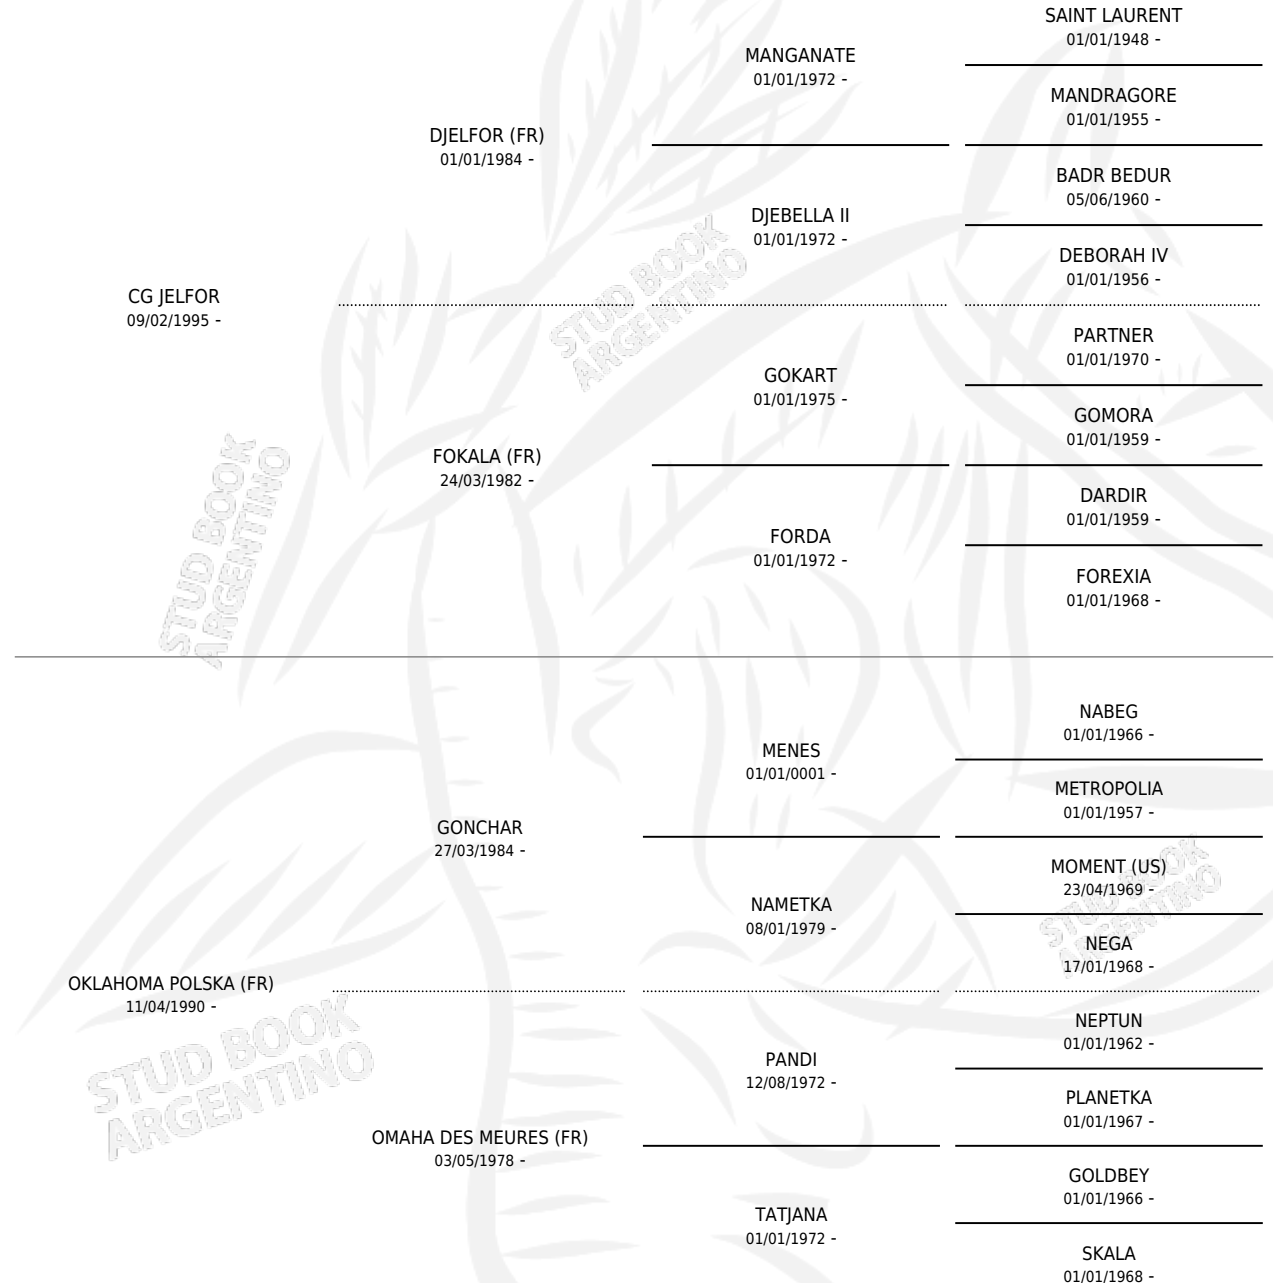 SAINT LAURENT
01/01/1948 -
MANGANATE
01/01/1972 -
MANDRAGORE
01/01/1955 -
DJELFOR (FR)
01/01/1984 -
BADR BEDUR
05/06/1960 -
DJEBELLA II
01/01/1972 -
DEBORAH IV
01/01/1956 -
CG JELFOR
09/02/1995 -
PARTNER
01/01/1970 -
GOKART
01/01/1975 -
GOMORA
01/01/1959 -
FOKALA (FR)
24/03/1982 -
DARDIR
01/01/1959 -
FORDA
01/01/1972 -
FOREXIA
01/01/1968 -
NABEG
01/01/1966 -
MENES
01/01/0001 -
METROPOLIA
01/01/1957 -
GONCHAR
27/03/1984 -
MOMENT (US)
23/04/1969 -
NAMETKA
08/01/1979 -
NEGA
17/01/1968 -
OKLAHOMA POLSKA (FR)
11/04/1990 -
NEPTUN
01/01/1962 -
PANDI
12/08/1972 -
PLANETKA
01/01/1967 -
OMAHA DES MEURES (FR)
03/05/1978 -
GOLDBEY
01/01/1966 -
TATJANA
01/01/1972 -
SKALA
01/01/1968 -
STUD BOOK
ARGENTINO
STUD BOOK
ARGENTINO
STUD BOOK
ARGENTINO
STUD BOOK
ARGENTINO